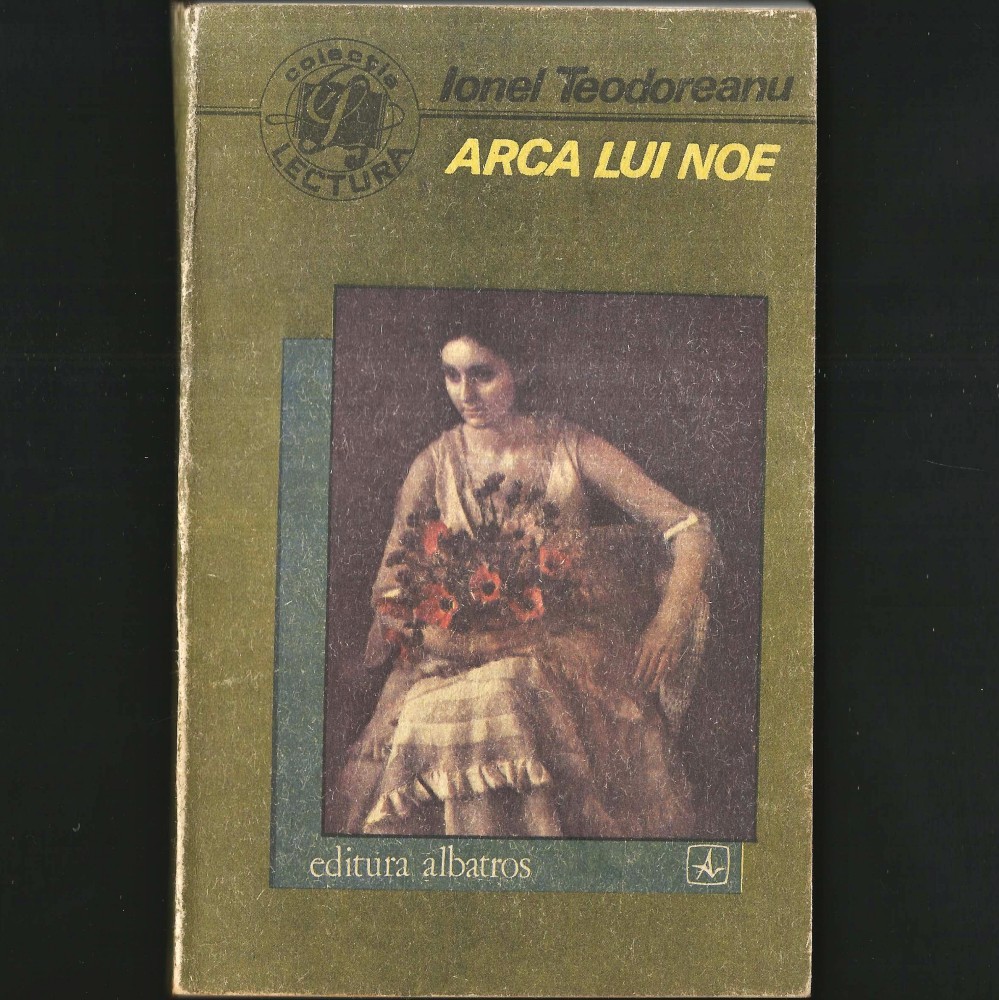 colecția
LECTURA
Ionel Teodoreanu
ARCA LUI NOE
editura albatros